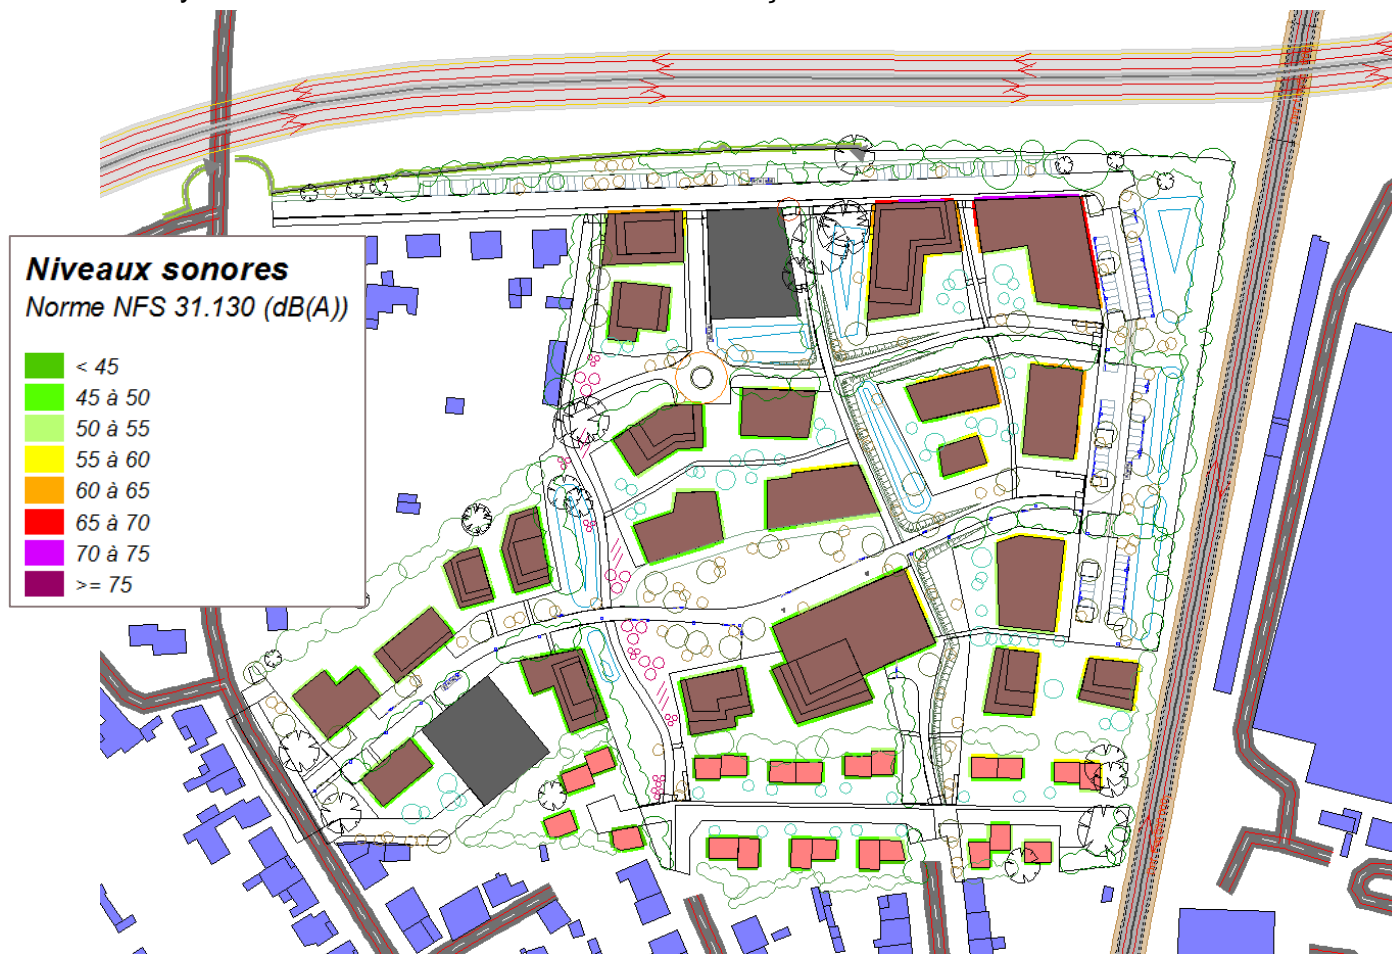 Niveaux sonores
Norme NFS 31.130 (dB(A))
< 45
45 à 50
50 à 55
55 à 60
60 à 65
65 à 70
70 à 75
>= 75